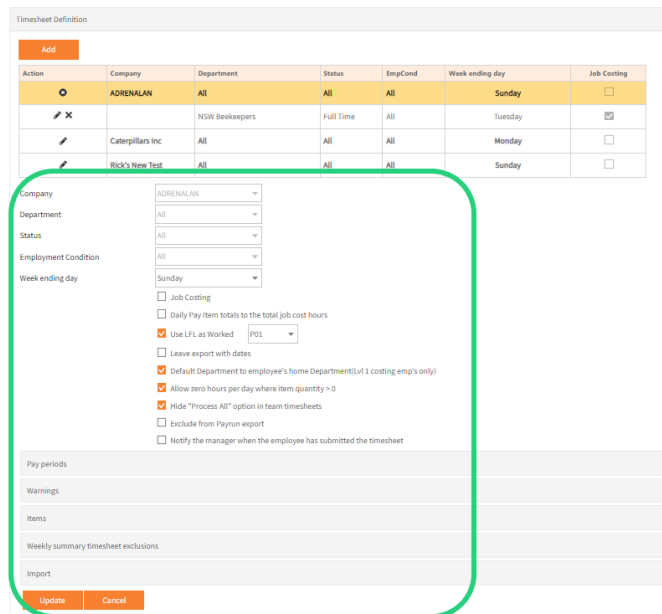 Timesheet Definition
Add
Action Company Department Status EmpCond Week ending day Job Costing
ADRENALAN All All All Sunday
NSW Beekeepers Full Time All Tuesday
Caterpillars Inc All All All Monday
Rick's New Test All All All Sunday
Company ADRENALAN
Department All
Status All
Employment Condition All
Week ending day Sunday
Job Costing
Daily Pay Item totals to the total job cost hours
Use LFL as Worked P01
Leave export with dates
Default Department to employee's home Department(Lvl 1 costing emp's only)
Allow zero hours per day where item quantity > 0
Hide "Process All" option in team timesheets
Exclude from Payrun export
Notify the manager when the employee has submitted the timesheet
Pay periods
Warnings
Items
Weekly summary timesheet exclusions
Import
Update Cancel